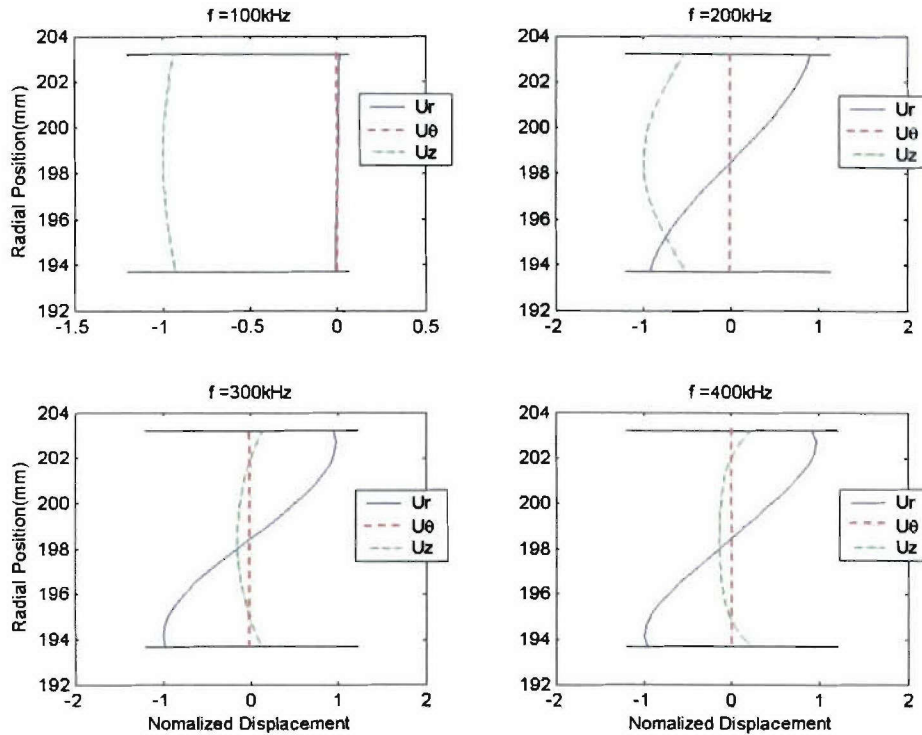 f =100kHz
204
202
200
198
196
194
192
Radial Position(mm)
-1.5
-1
-0.5
0
0.5
Ur
Uθ
Uz
f =200kHz
204
202
200
198
196
194
192
-2
-1
0
1
2
Ur
Uθ
Uz
f =300kHz
204
202
200
198
196
194
192
Radial Position(mm)
-2
-1
0
1
2
Nomalized Displacement
Ur
Uθ
Uz
f =400kHz
204
202
200
198
196
194
192
-2
-1
0
1
2
Nomalized Displacement
Ur
Uθ
Uz